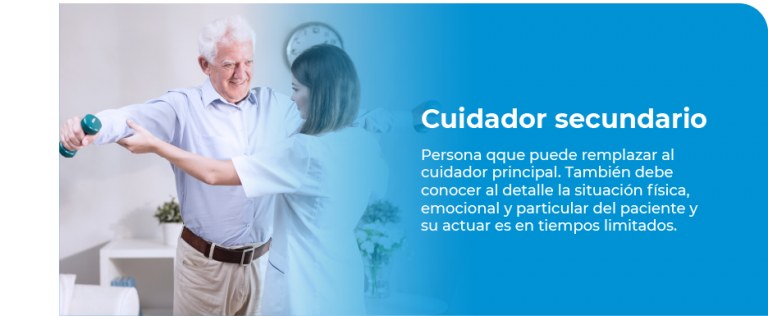 Cuidador secundario
Persona qque puede remplazar al
cuidador principal. También debe
conocer al detalle la situación física,
emocional y particular del paciente y
su actuar es en tiempos limitados.